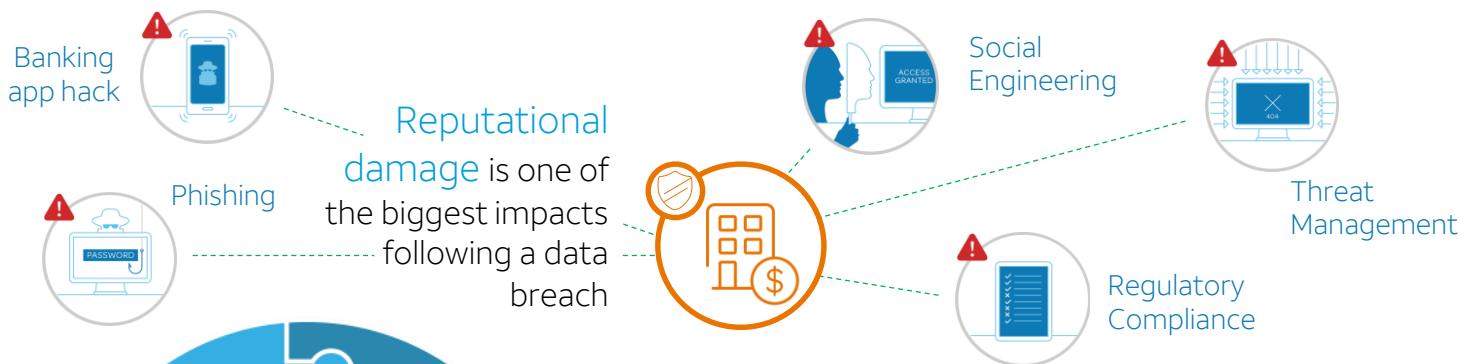 Banking
app hack
Reputational
damage is one of
the biggest impacts
following a data
breach
Phishing
PASSWORD
$
Social
Engineering
ACCESS
GRANTED
404
Threat
Management
Regulatory
Compliance